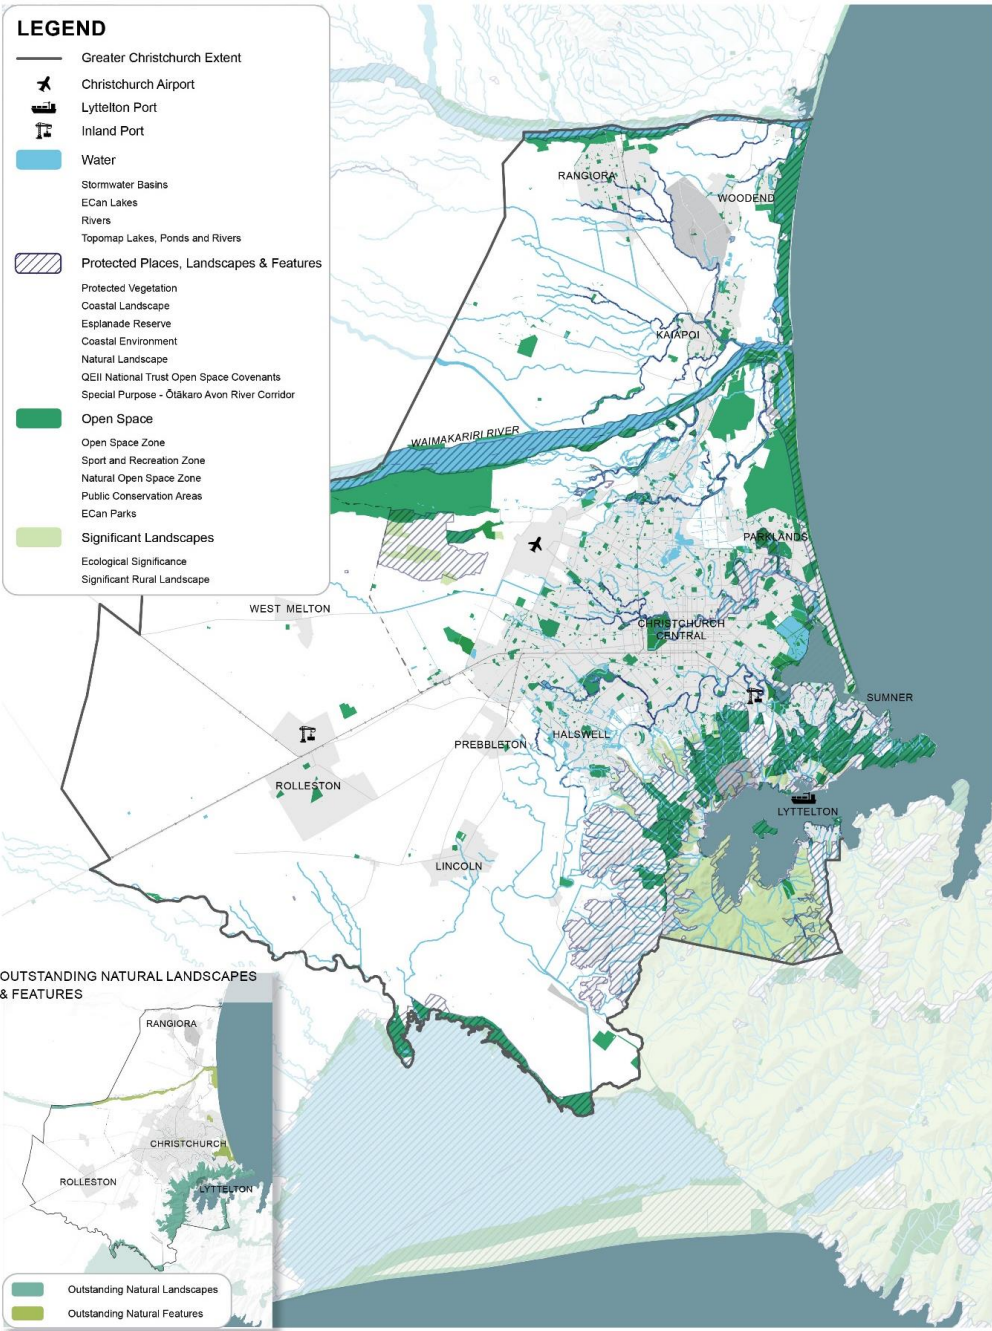 LEGEND
Greater Christchurch Extent
Christchurch Airport
Lyttelton Port
Inland Port
Water
Stormwater Basins
ECan Lakes
Rivers
Topomap Lakes, Ponds and Rivers
Protected Places, Landscapes & Features
Protected Vegetation
Coastal Landscape
Esplanade Reserve
Coastal Environment
Natural Landscape
QEII National Trust Open Space Covenants
Special Purpose - Ōtākaro Avon River Corridor
Open Space
Open Space Zone
Sport and Recreation Zone
Natural Open Space Zone
Public Conservation Areas
ECan Parks
Significant Landscapes
Ecological Significance
Significant Rural Landscape
RANGIORA
WOODEND
KAIAPOI
WAIMAKARIRI RIVER
PARKLANDS
WEST MELTON
CHRISTCHURCH
CENTRAL
SUMNER
PREBBLETON
HALSWELL
ROLLESTON
LYTTELTON
LINCOLN
OUTSTANDING NATURAL LANDSCAPES
& FEATURES
RANGIORA
CHRISTCHURCH
ROLLESTON
LYTTELTON
Outstanding Natural Landscapes
Outstanding Natural Features